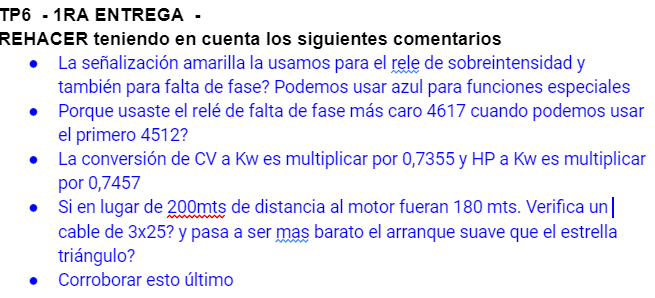 TP6 - 1RA ENTREGA -
REHACER teniendo en cuenta los siguientes comentarios
● La señalización amarilla la usamos para el rele de sobreintensidad y
también para falta de fase? Podemos usar azul para funciones especiales
● Porque usaste el relé de falta de fase más caro 4617 cuando podemos usar
el primero 4512?
● La conversión de CV a Kw es multiplicar por 0,7355 y HP a Kw es multiplicar
por 0,7457
● Si en lugar de 200mts de distancia al motor fueran 180 mts. Verifica un
cable de 3x25? y pasa a ser mas barato el arranque suave que el estrella
triángulo?
● Corroborar esto último